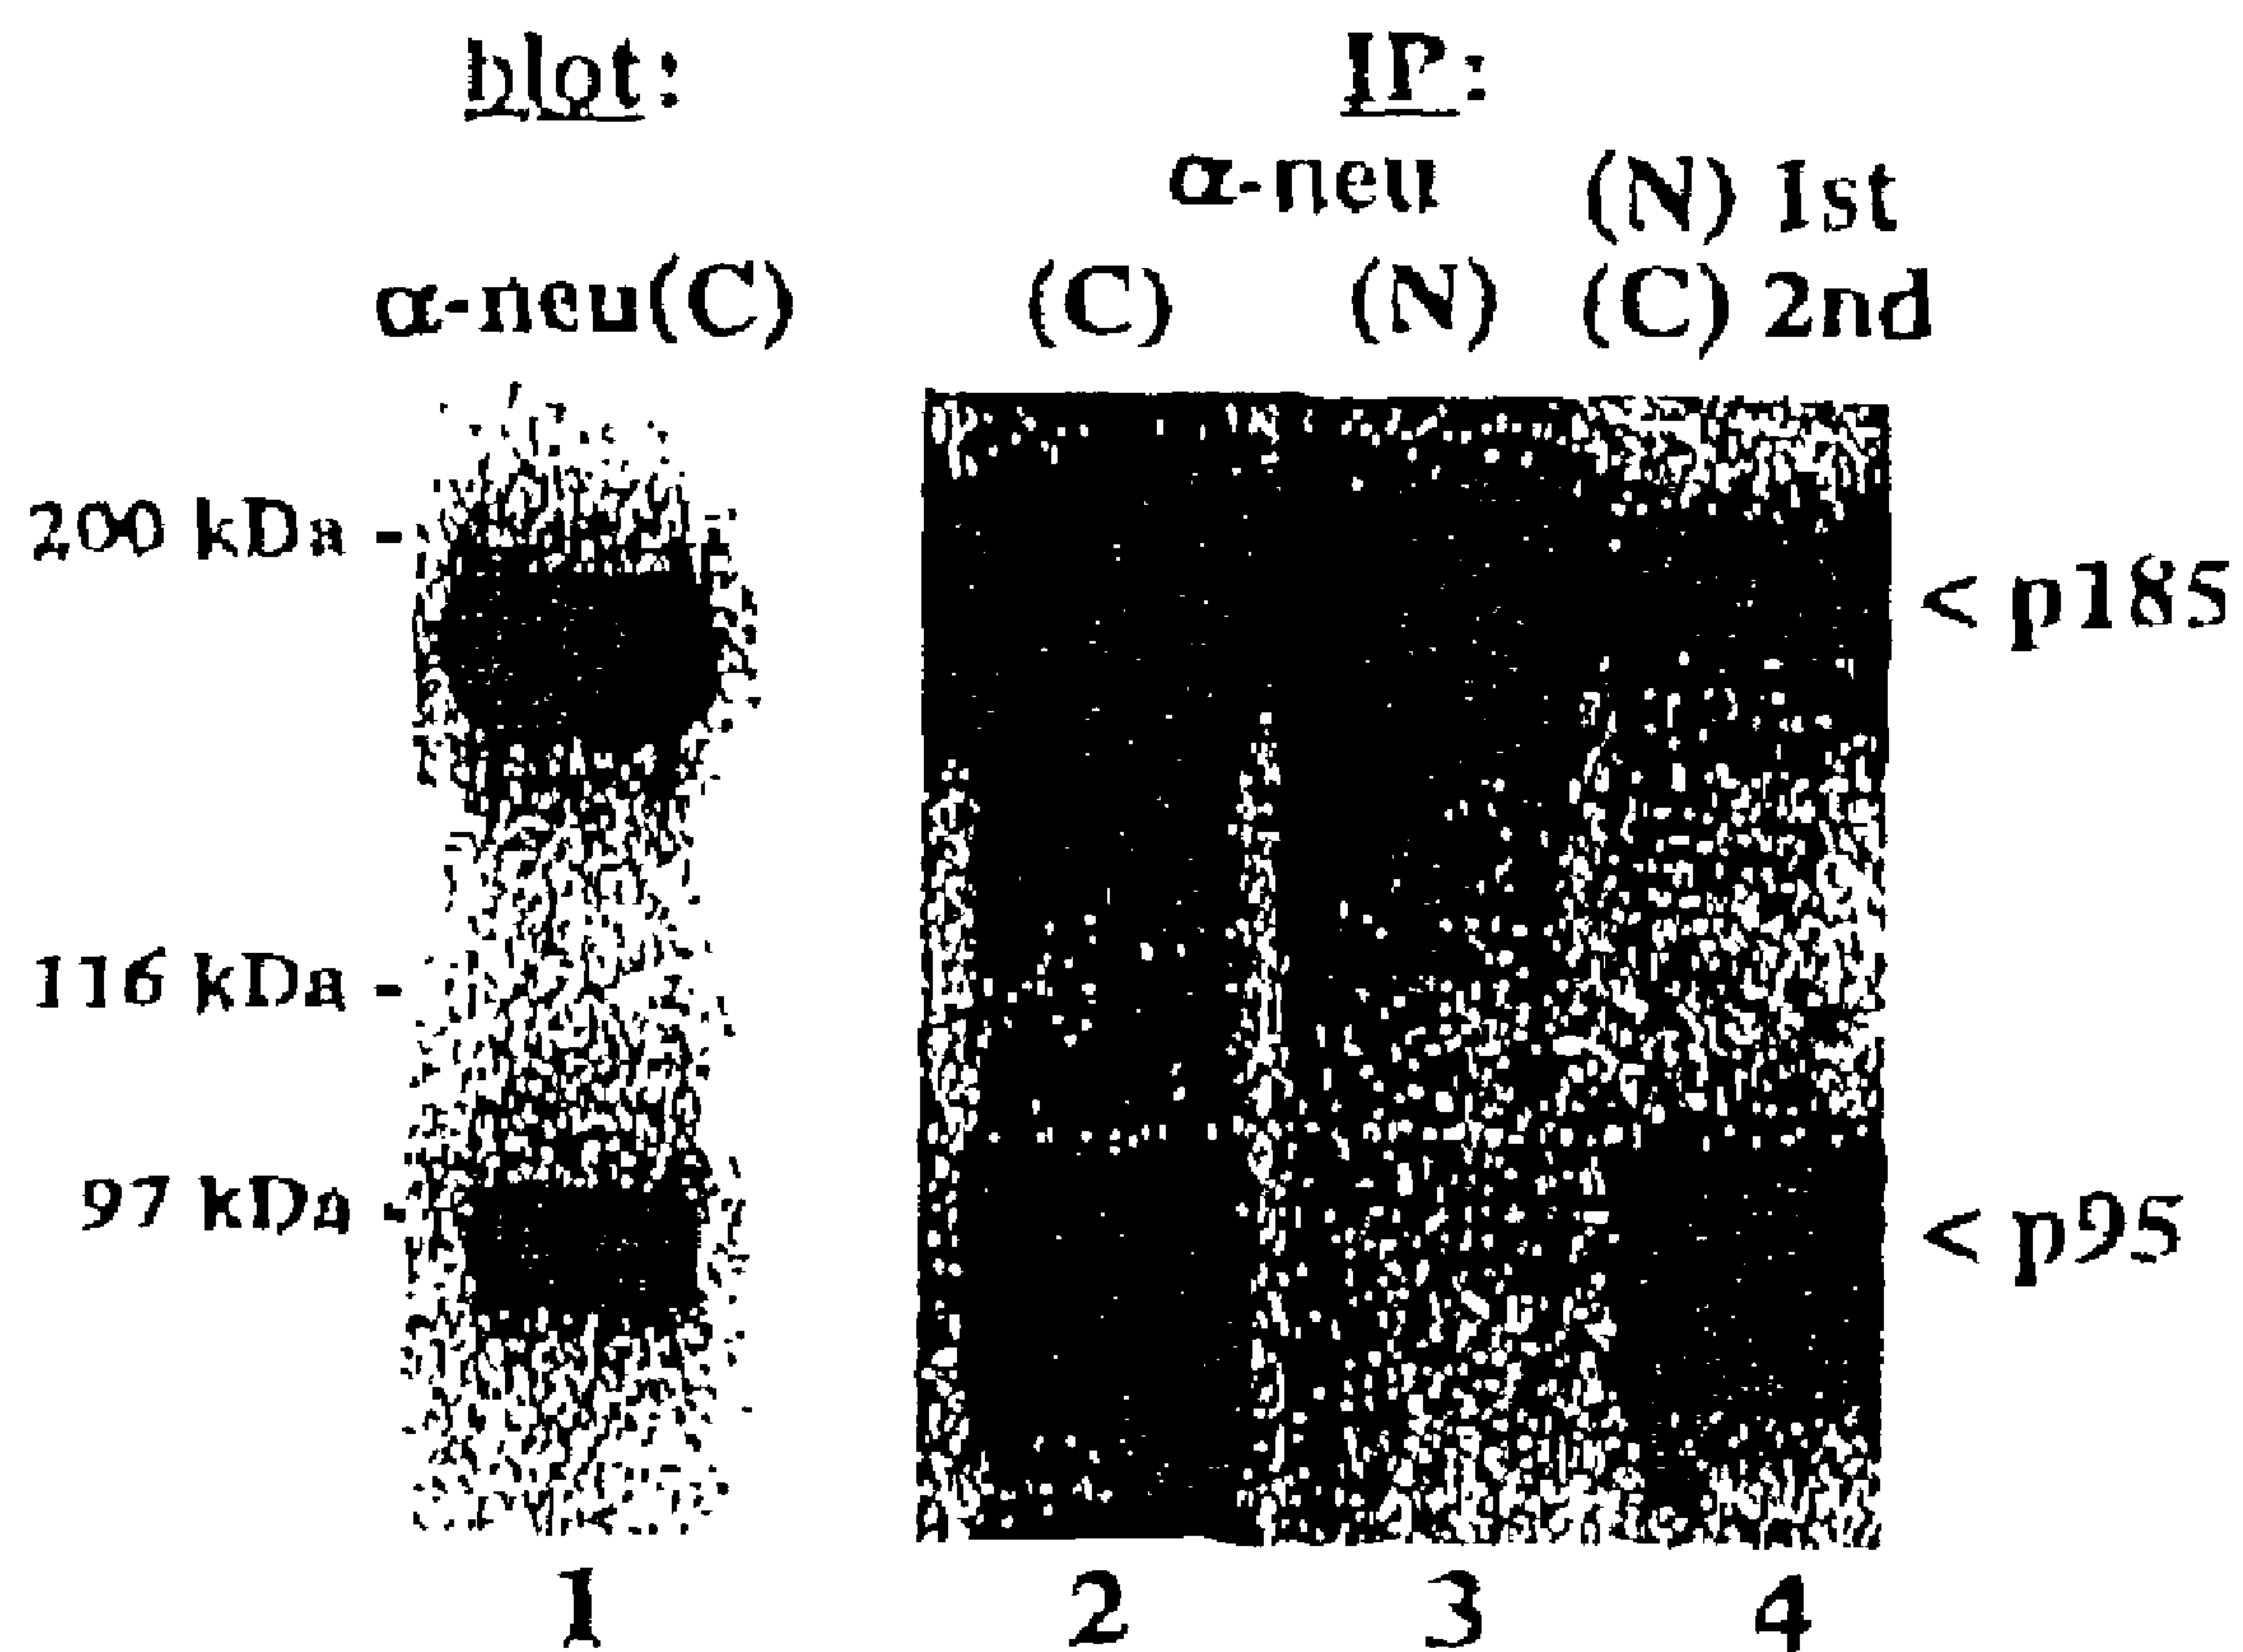 blot: IP:
α-neu (N) 1st
α-neu(C) (C) (N) (C) 2nd
200 kDa -
< p185
116 kDa -
97 kDa -
< p95
1 2 3 4